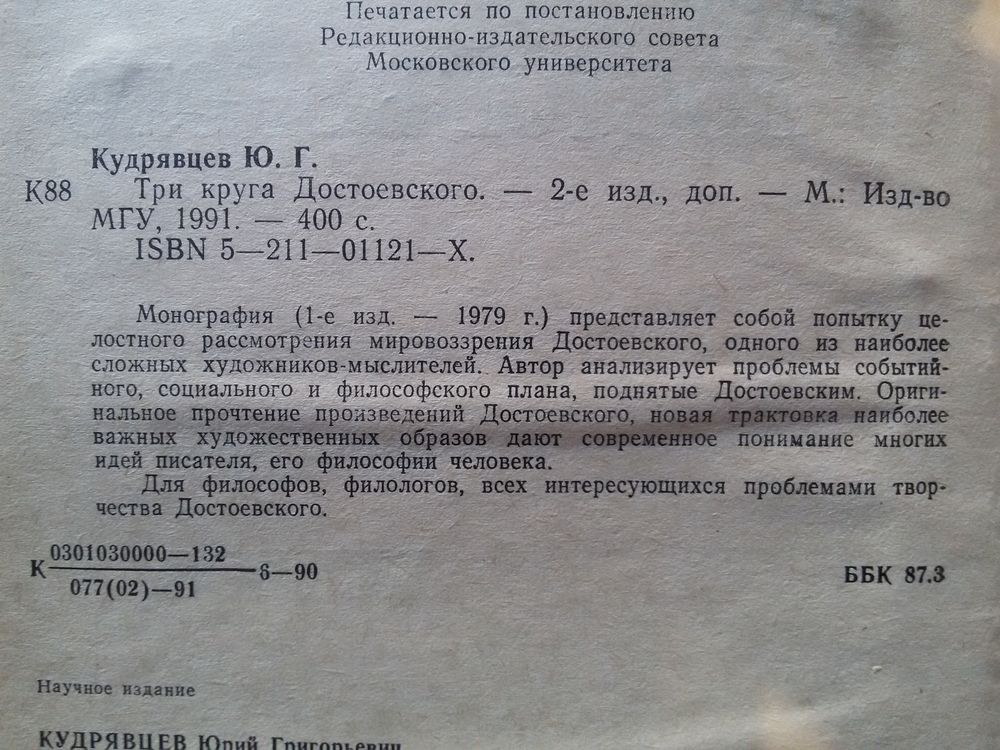 Печатается по постановлению
Редакционно-издательского совета
Московского университета
Кудрявцев Ю. Г.
К88 Три круга Достоевского. — 2-е изд., доп. — М.: Изд-во
МГУ, 1991. — 400 с.
ISBN 5—211—01121—X.
Монография (1-е изд. — 1979 г.) представляет собой попытку це-
лостного рассмотрения мировоззрения Достоевского, одного из наиболее
сложных художников-мыслителей. Автор анализирует проблемы событий-
ного, социального и философского плана, поднятые Достоевским. Ориги-
нальное прочтение произведений Достоевского, новая трактовка наиболее
важных художественных образов дают современное понимание многих
идей писателя, его философии человека.
Для философов, филологов, всех интересующихся проблемами твор-
чества Достоевского.
К 0301030000—132
077(02)—91 6—90
ББК 87.3
Научное издание
КУДРЯВЦЕВ Юрий Григорьевич